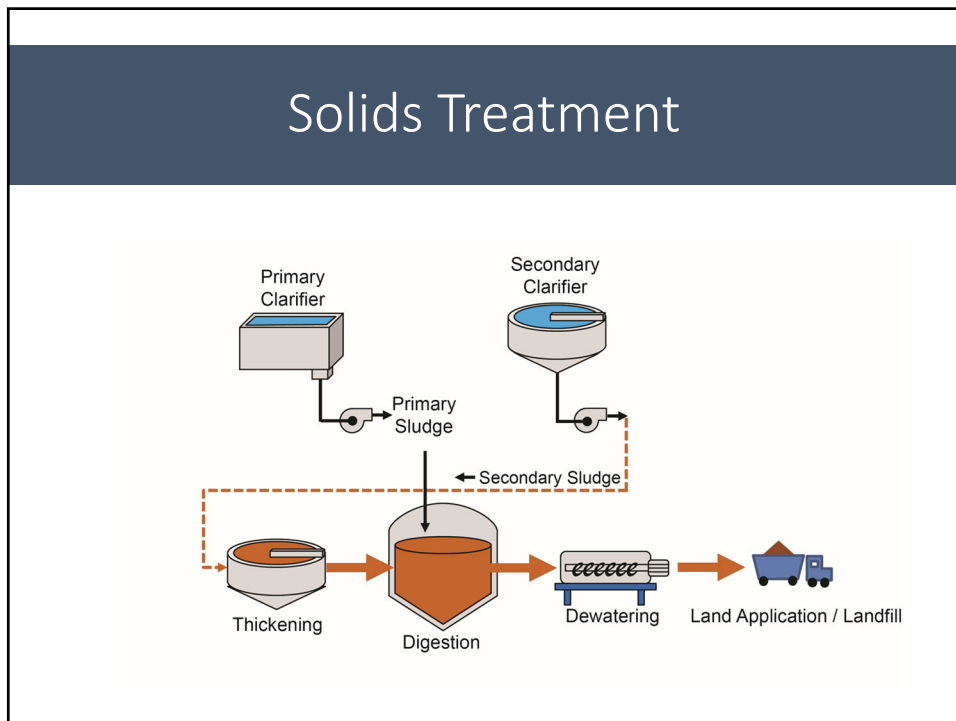 Solids Treatment
Primary
Clarifier
Secondary
Clarifier
Primary
Sludge
Secondary Sludge
Thickening
Digestion
Dewatering
Land Application / Landfill